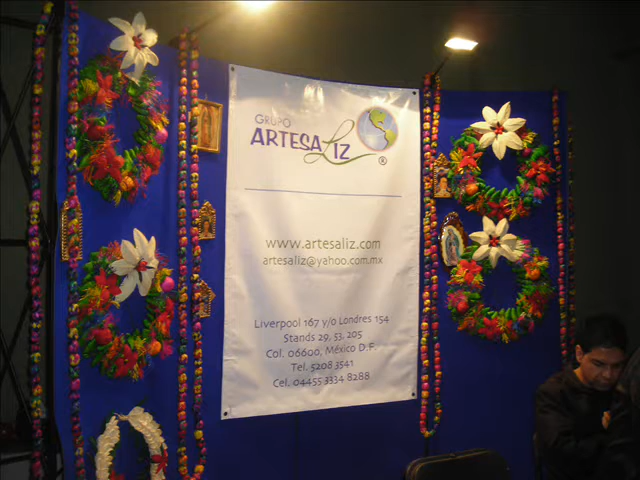 GRUPO
ARTESALIZ
®
www.artesaliz.com
artesaliz@yahoo.com.mx
Liverpool 167 y/o Londres 154
Stands 29, 53, 205
Col. 06600, México D.F.
Tel. 5208 3541
Cel. 04455 3334 8288